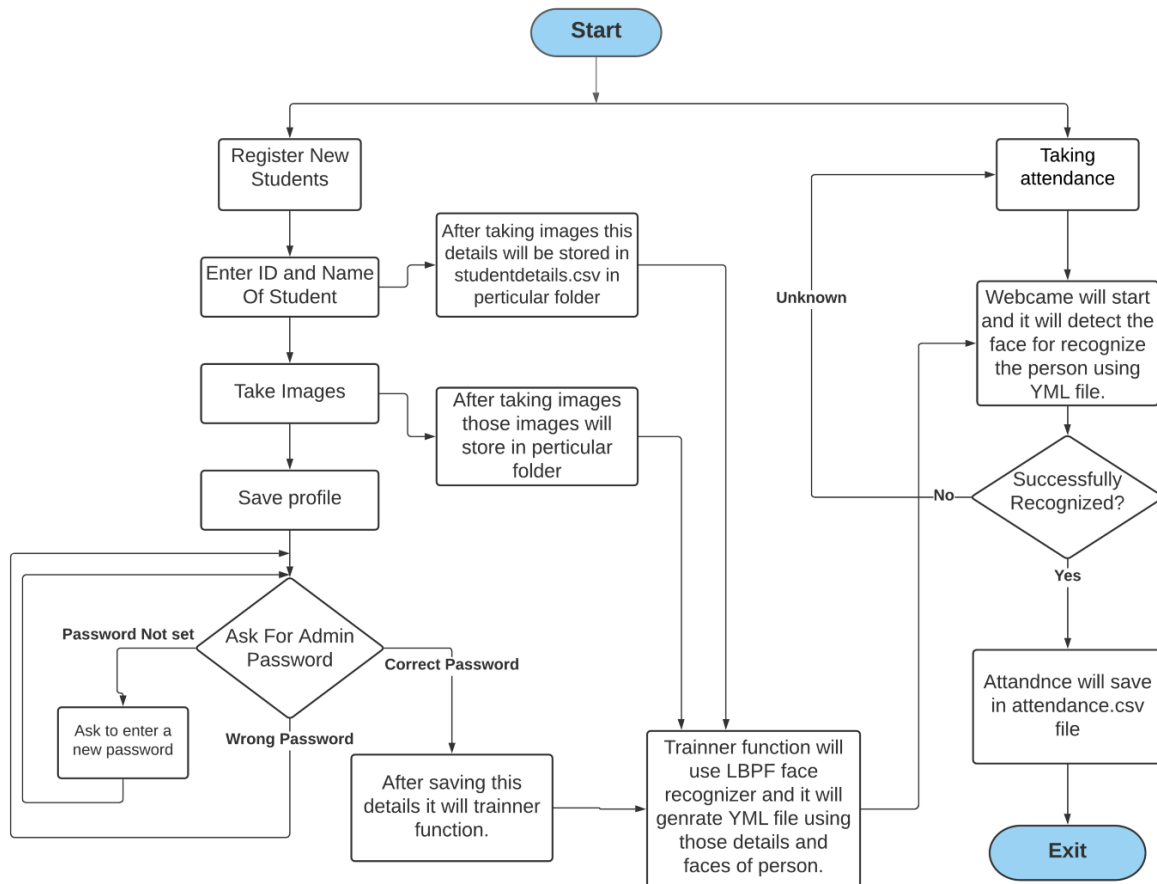 Start
Register New
Students
Enter ID and Name
Of Student
After taking images this
details will be stored in
studentdetails.csv in
perticular folder
Take Images
After taking images
those images will
store in perticular
folder
Save profile
Ask For Admin
Password
Password Not set
Ask to enter a
new password
Wrong Password
Correct Password
After saving this
details it will trainner
function.
Trainner function will
use LBPF face
recognizer and it will
genrate YML file using
those details and
faces of person.
Taking
attendance
Unknown
Webcame will start
and it will detect the
face for recognize
the person using
YML file.
Successfully
Recognized?
No
Yes
Attandnce will save
in attendance.csv
file
Exit